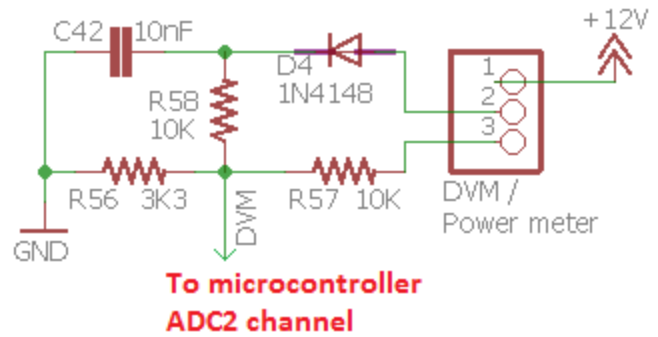 C42 10nF
+12V
D4
1N4148
1
2
3
R58
10K
R56 3K3
DVM
R57 10K
DVM /
Power meter
GND
To microcontroller
ADC2 channel